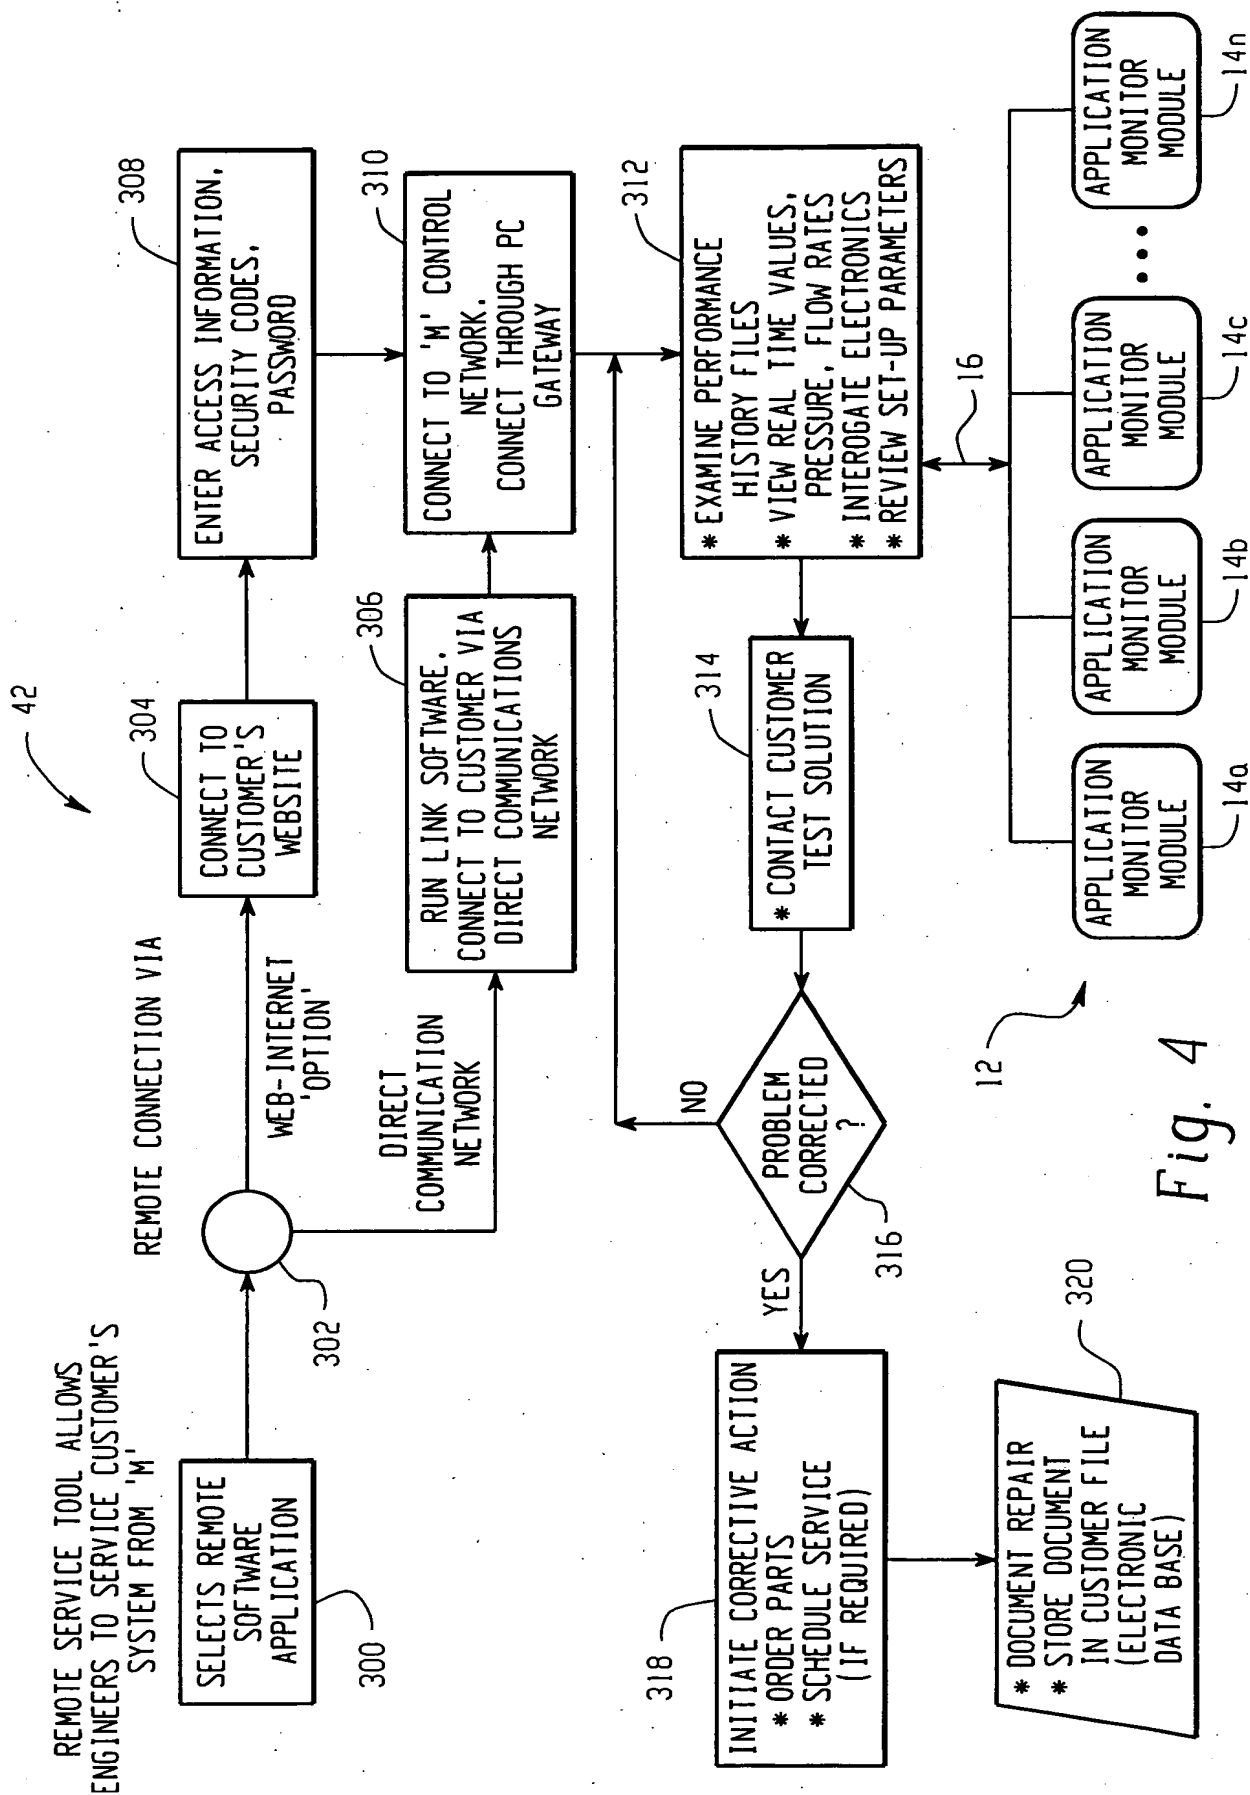 REMOTE SERVICE TOOL ALLOWS
ENGINEERS TO SERVICE CUSTOMER'S
SYSTEM FROM 'M'
42
REMOTE CONNECTION VIA
SELECTS REMOTE
SOFTWARE
APPLICATION
300
302
WEB-INTERNET
'OPTION'
CONNECT TO
CUSTOMER'S
WEBSITE
304
ENTER ACCESS INFORMATION,
SECURITY CODES,
PASSWORD
308
DIRECT
COMMUNICATION
NETWORK
RUN LINK SOFTWARE.
CONNECT TO CUSTOMER VIA
DIRECT COMMUNICATIONS
NETWORK
306
CONNECT TO 'M' CONTROL
NETWORK.
CONNECT THROUGH PC
GATEWAY
310
* EXAMINE PERFORMANCE
HISTORY FILES
* VIEW REAL TIME VALUES,
PRESSURE, FLOW RATES
* INTEROGATE ELECTRONICS
* REVIEW SET-UP PARAMETERS
312
* CONTACT CUSTOMER
TEST SOLUTION
314
PROBLEM
CORRECTED
?
316
NO
YES
INITIATE CORRECTIVE ACTION
* ORDER PARTS
* SCHEDULE SERVICE
(IF REQUIRED)
318
* DOCUMENT REPAIR
* STORE DOCUMENT
IN CUSTOMER FILE
(ELECTRONIC
DATA BASE)
320
16
12
APPLICATION
MONITOR
MODULE
14a
APPLICATION
MONITOR
MODULE
14b
APPLICATION
MONITOR
MODULE
14c
APPLICATION
MONITOR
MODULE
14n
Fig. 4